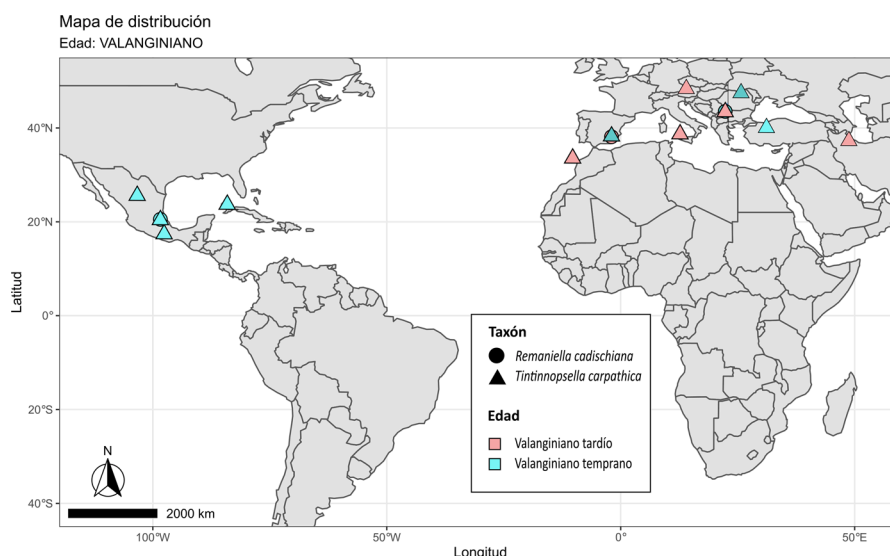 Mapa de distribución
Edad: VALANGINIANO
40°N
20°N
0°
20°S
40°S
Latitud
N
2000 km
Taxón
Remaniella cadischiana
Tintinnopsella carpathica
Edad
Valanginiano tardío
Valanginiano temprano
100°W
50°W
0°
50°E
Longitud